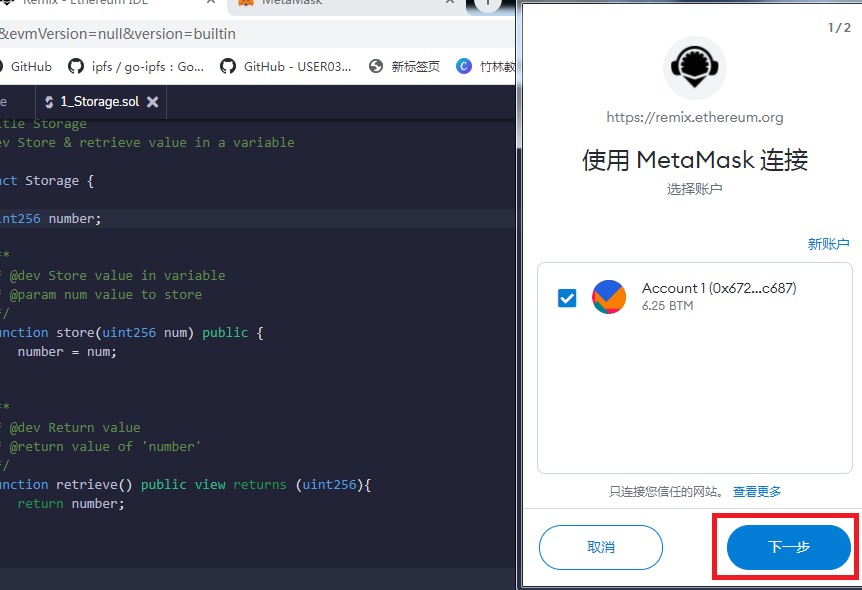 Remix - Ethereum IDE
MetaMask
&evmVersion=null&version=builtin
GitHub
ipfs / go-ipfs : Go...
GitHub - USER03...
新标签页
竹林教
e
1_Storage.sol
itle Storage
ev Store & retrieve value in a variable
act Storage {
int256 number;
**
* @dev Store value in variable
* @param num value to store
*/
unction store(uint256 num) public {
number = num;
**
* @dev Return value
* @return value of 'number'
*/
unction retrieve() public view returns (uint256){
return number;
1/2
https://remix.ethereum.org
使用 MetaMask 连接
选择账户
新账户
Account 1 (0x672...c687)
6.25 BTM
只连接您信任的网站。 查看更多
取消
下一步